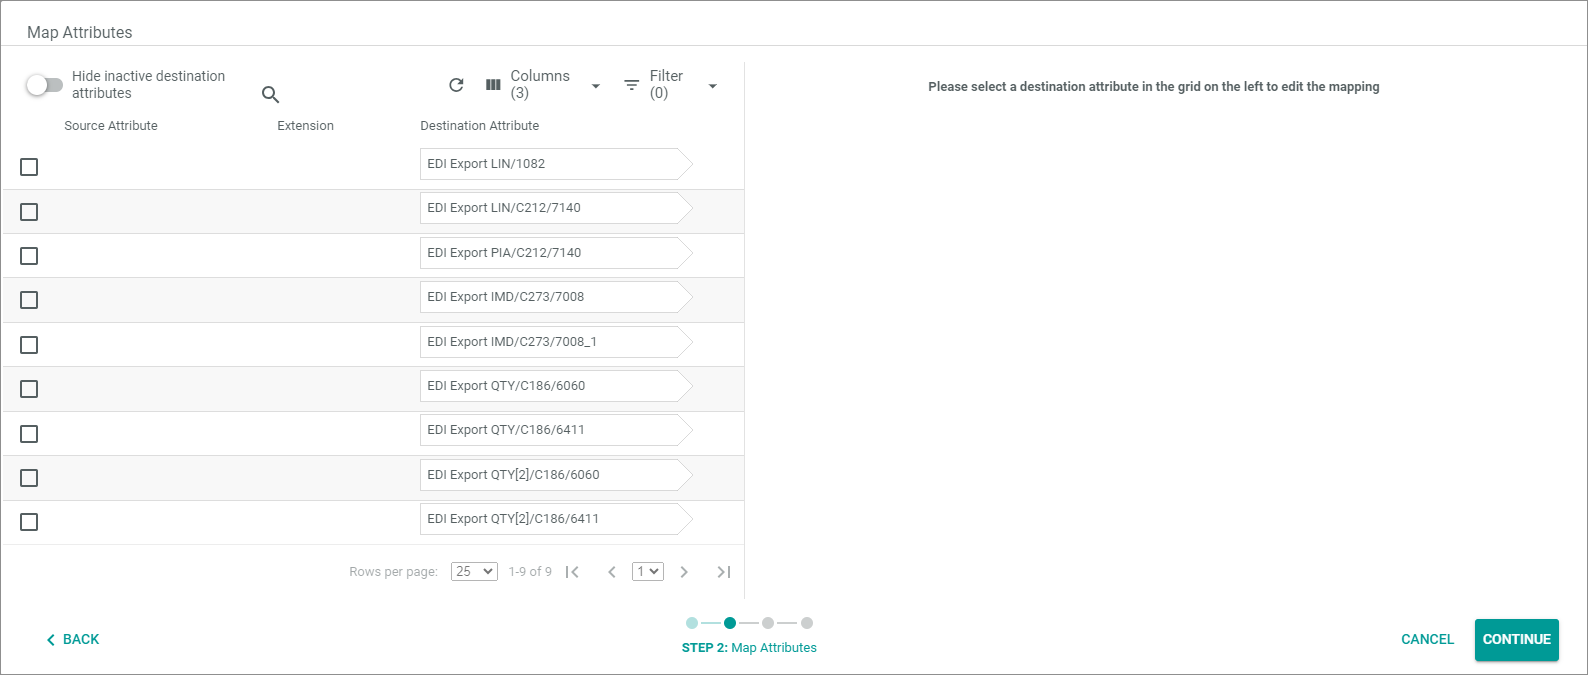 Map Attributes
Hide inactive destination
attributes
Columns
(3)
Filter
(0)
Please select a destination attribute in the grid on the left to edit the mapping
Source Attribute
Extension
Destination Attribute
EDI Export LIN/1082
EDI Export LIN/C212/7140
EDI Export PIA/C212/7140
EDI Export IMD/C273/7008
EDI Export IMD/C273/7008_1
EDI Export QTY/C186/6060
EDI Export QTY/C186/6411
EDI Export QTY[2]/C186/6060
EDI Export QTY[2]/C186/6411
Rows per page:
25
1-9 of 9
1
BACK
STEP 2: Map Attributes
CANCEL
CONTINUE